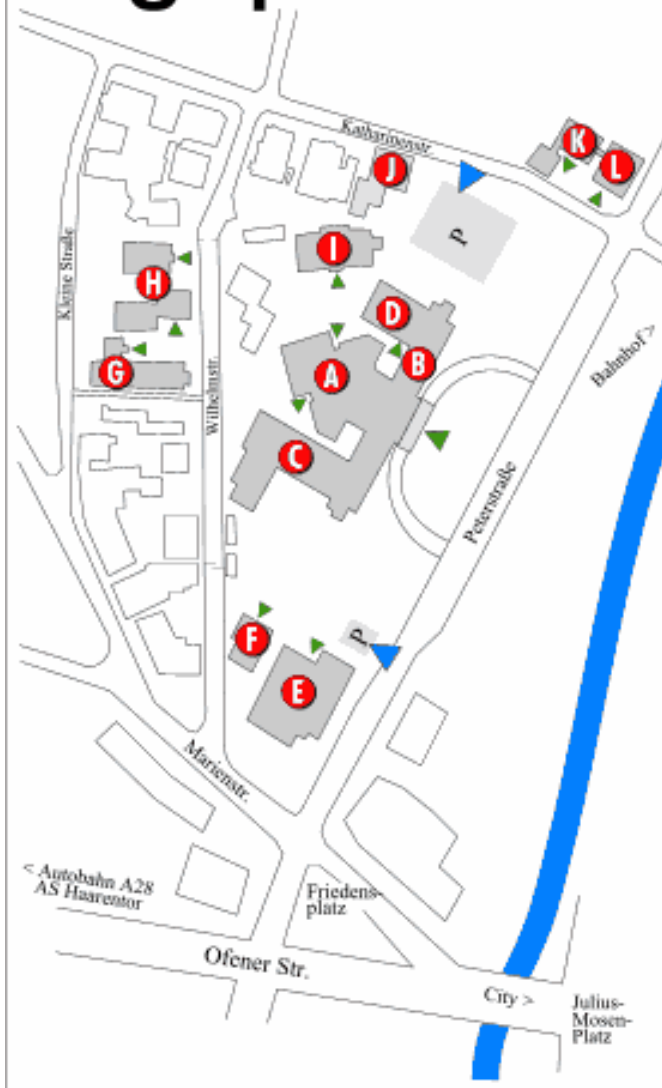 Katharinenstr.
K
L
J
P
I
Kleine Straße
H
D
A
B
G
Wilhelmstr.
Bahnhof >
C
Peterstraße
F
P
E
Marienstr.
< Autobahn A28
AS Haarentor
Friedens-
platz
Ofener Str.
City >
Julius-
Mosen-
Platz